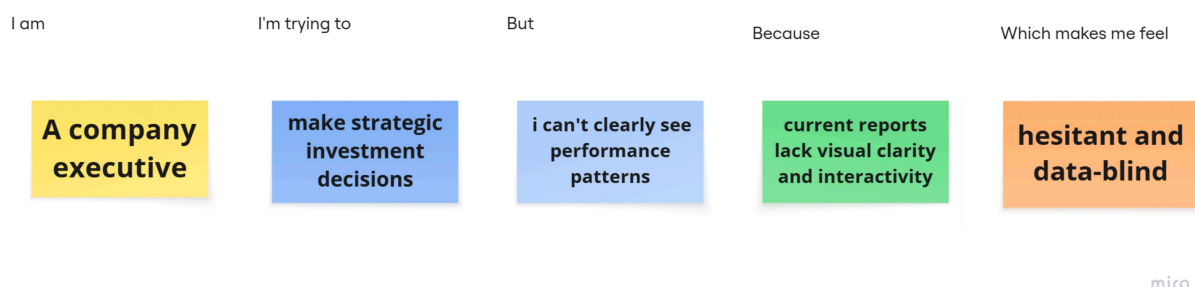 I am
I'm trying to
But
Because
Which makes me feel
A company
executive
make strategic
investment
decisions
i can't clearly see
performance
patterns
current reports
lack visual clarity
and interactivity
hesitant and
data-blind
miro